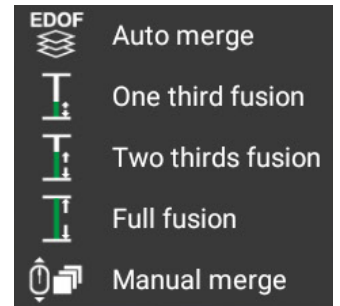 EDOF Auto merge
One third fusion
Two thirds fusion
Full fusion
Manual merge